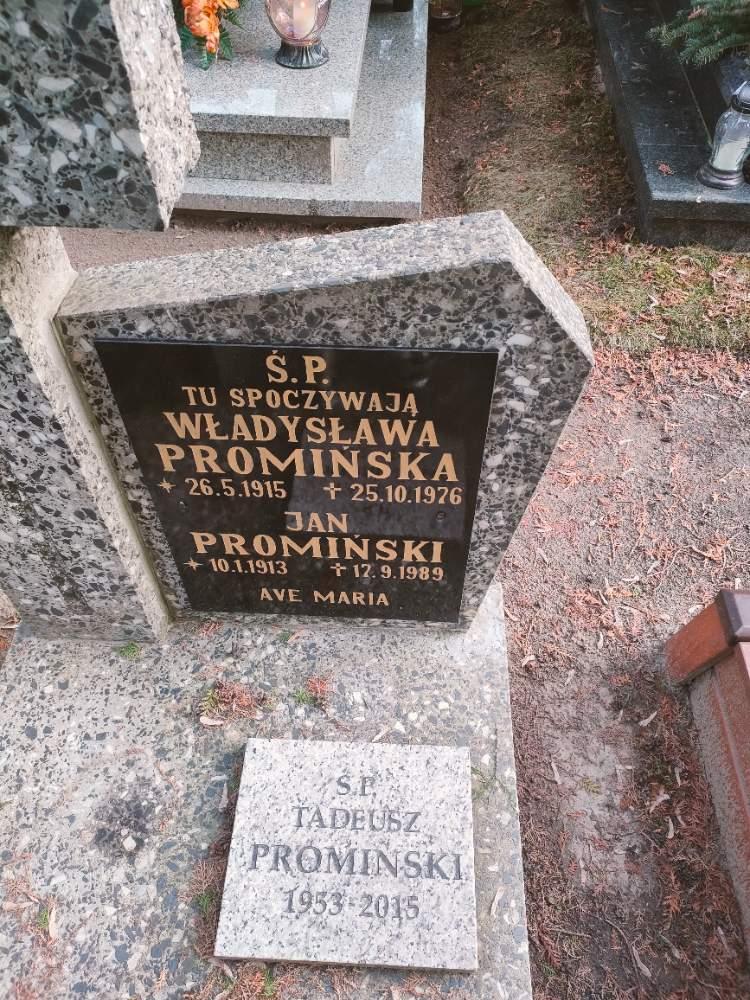 Ś.P.
TU SPOCZYWAJĄ
WŁADYSŁAWA
PROMIŃSKA
* 26.5.1915 ✝ 25.10.1976
JAN
PROMIŃSKI
* 10.1.1913 ✝ 17.9.1989
AVE MARIA
Ś.P.
TADEUSZ
PROMIŃSKI
1953-2015